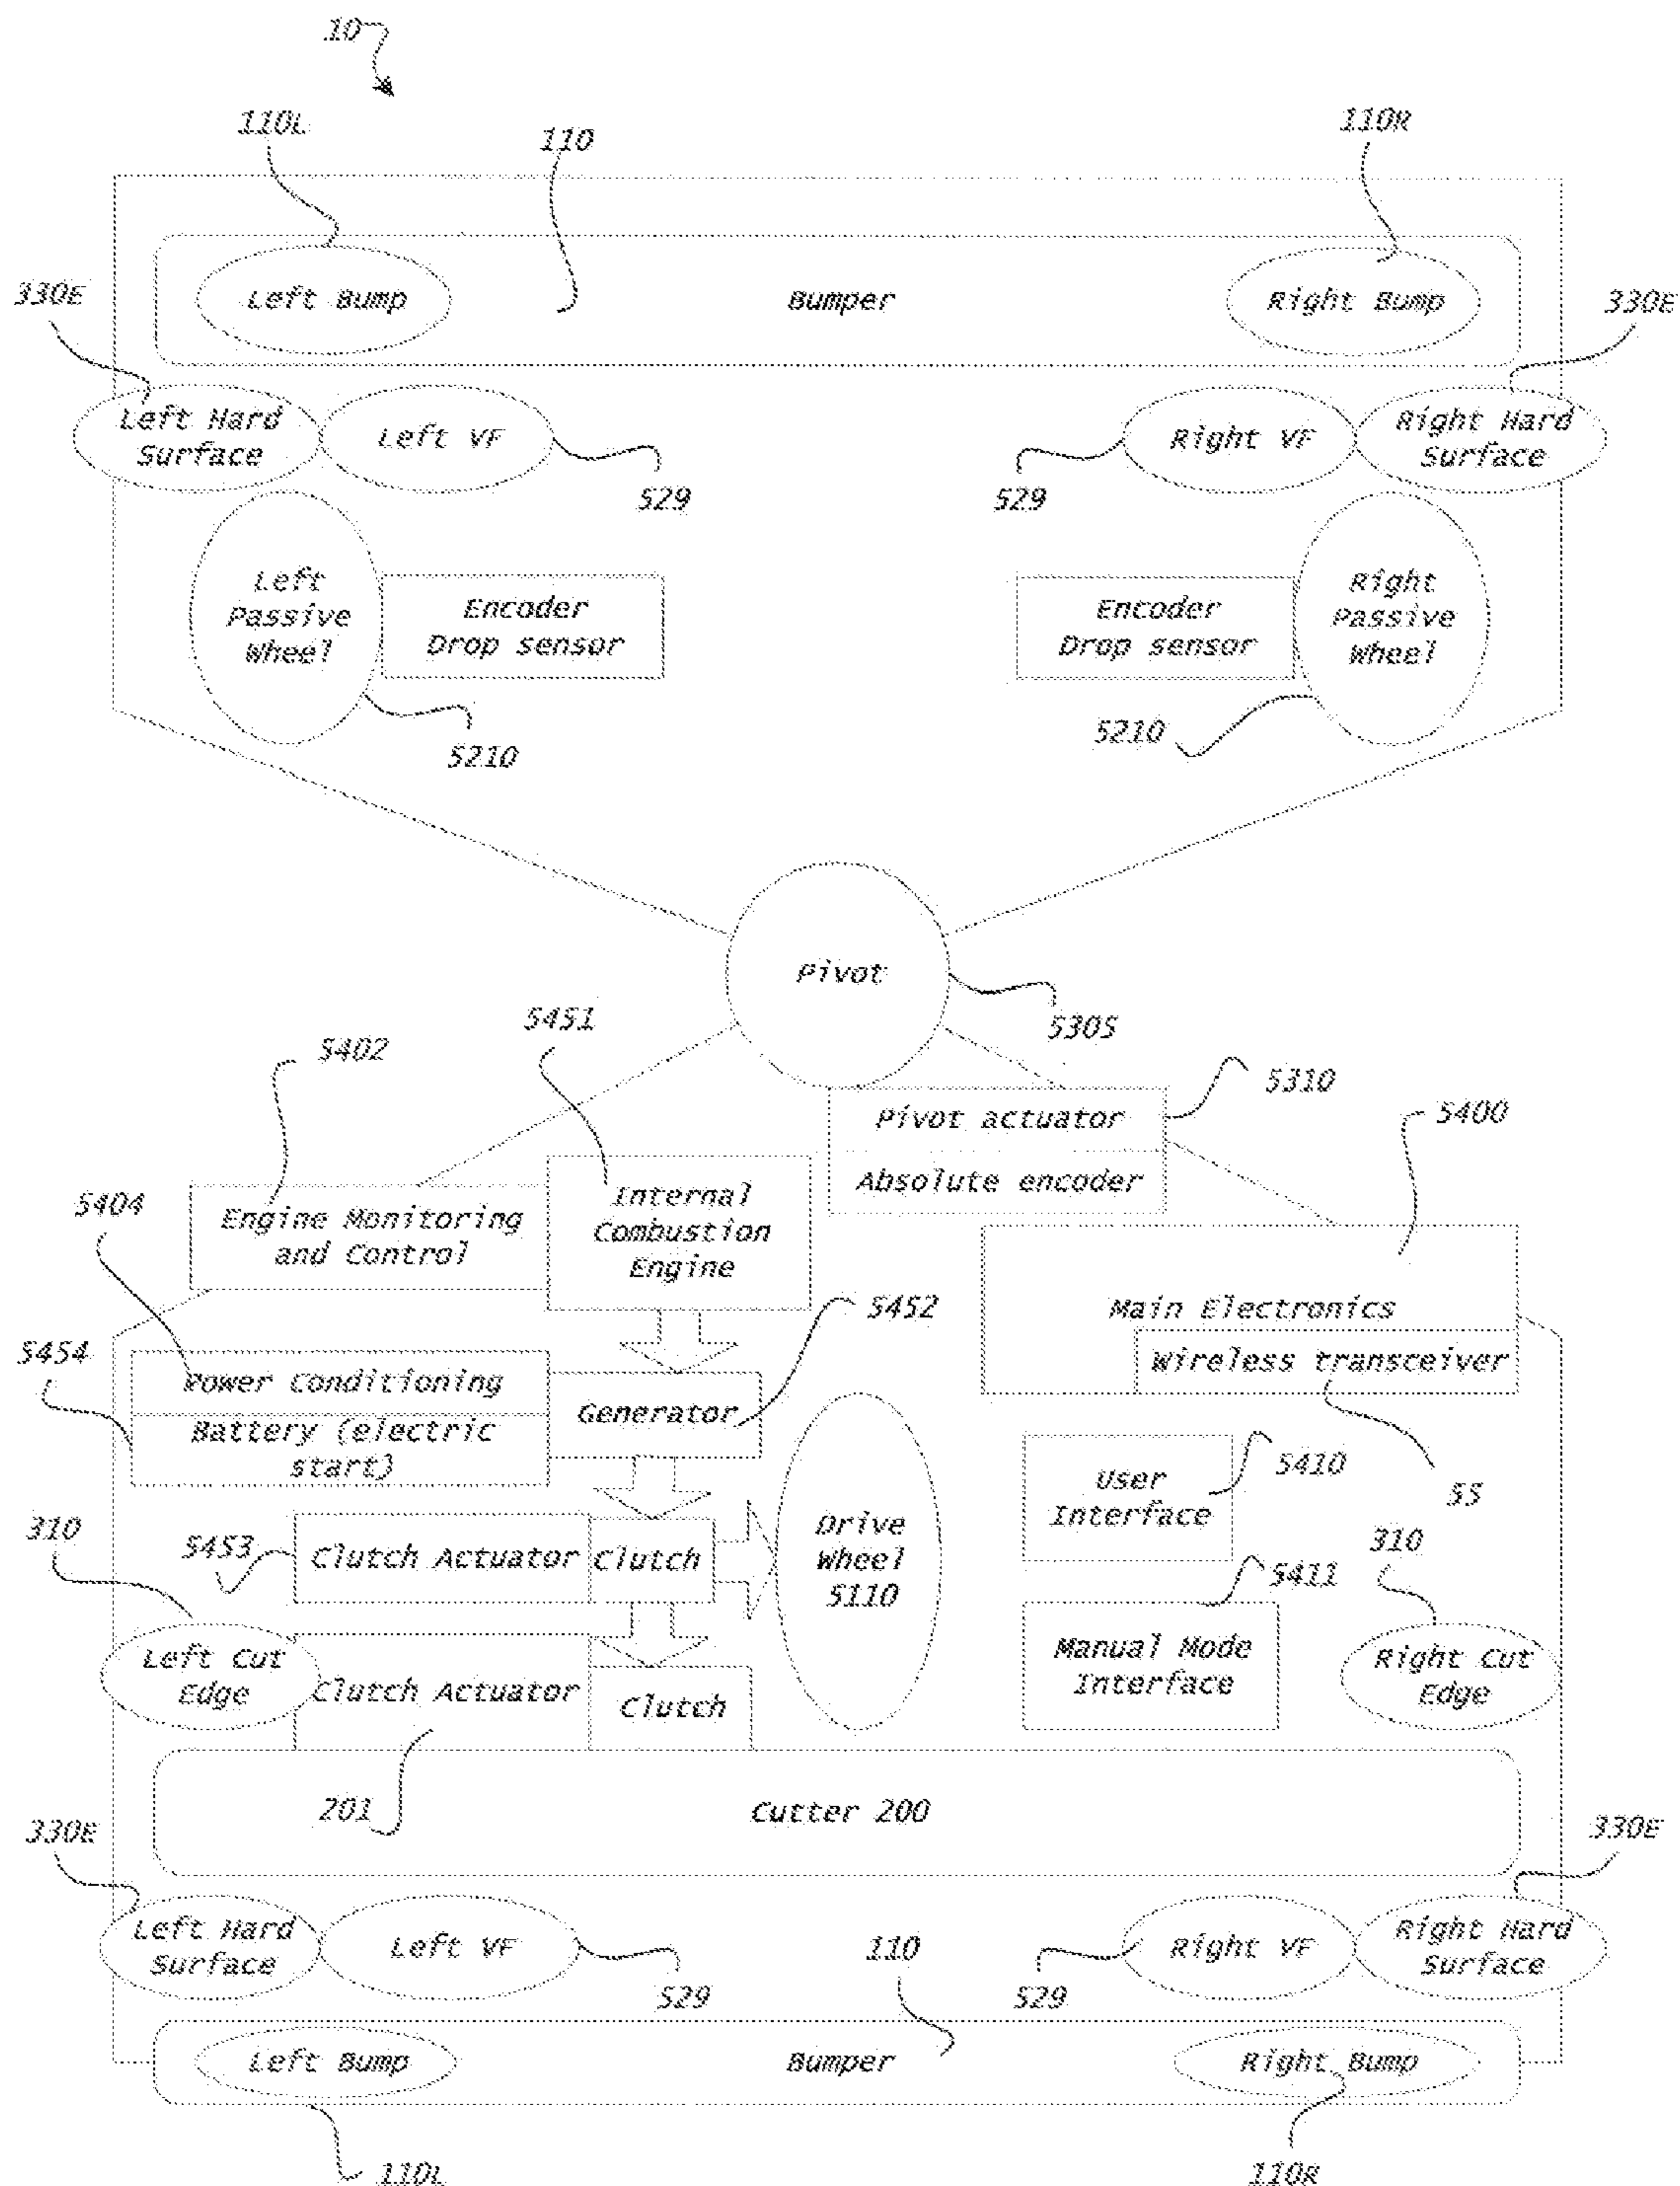 10
110L
110
110R
330E
Left Bump
Bumper
Right Bump
330E
Left Hard
Surface
Left VF
Right VF
Right Hard
Surface
529
529
Left
Passive
Wheel
Encoder
Drop sensor
Encoder
Drop sensor
Right
Passive
Wheel
5210
5210
Pivot
5305
5451
5402
5310
Pivot actuator
5400
Absolute encoder
5404
Engine Monitoring
and Control
Internal
Combustion
Engine
5452
Main Electronics
Wireless transceiver
5454
Power Conditioning
Generator
Battery (electric
start)
5410
User
Interface
55
310
5453
Clutch Actuator
Clutch
Drive
Wheel
5110
310
5411
Left Cut
Edge
Clutch Actuator
Clutch
Manual Mode
Interface
Right Cut
Edge
201
Cutter 200
330E
330E
Left Hard
Surface
Left VF
110
Right VF
Right Hard
Surface
529
529
Left Bump
Bumper
Right Bump
110L
110R